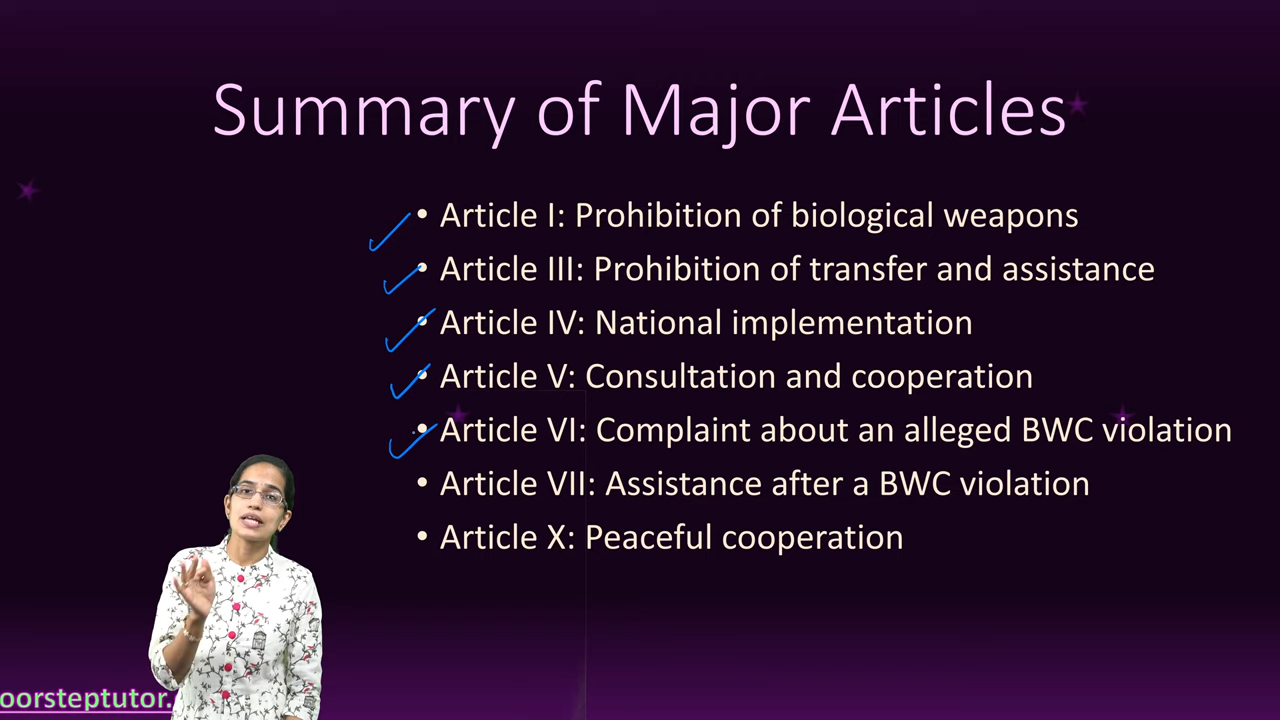 Summary of Major Articles
• Article I: Prohibition of biological weapons
• Article III: Prohibition of transfer and assistance
• Article IV: National implementation
• Article V: Consultation and cooperation
• Article VI: Complaint about an alleged BWC violation
• Article VII: Assistance after a BWC violation
• Article X: Peaceful cooperation
oorsteptutor.